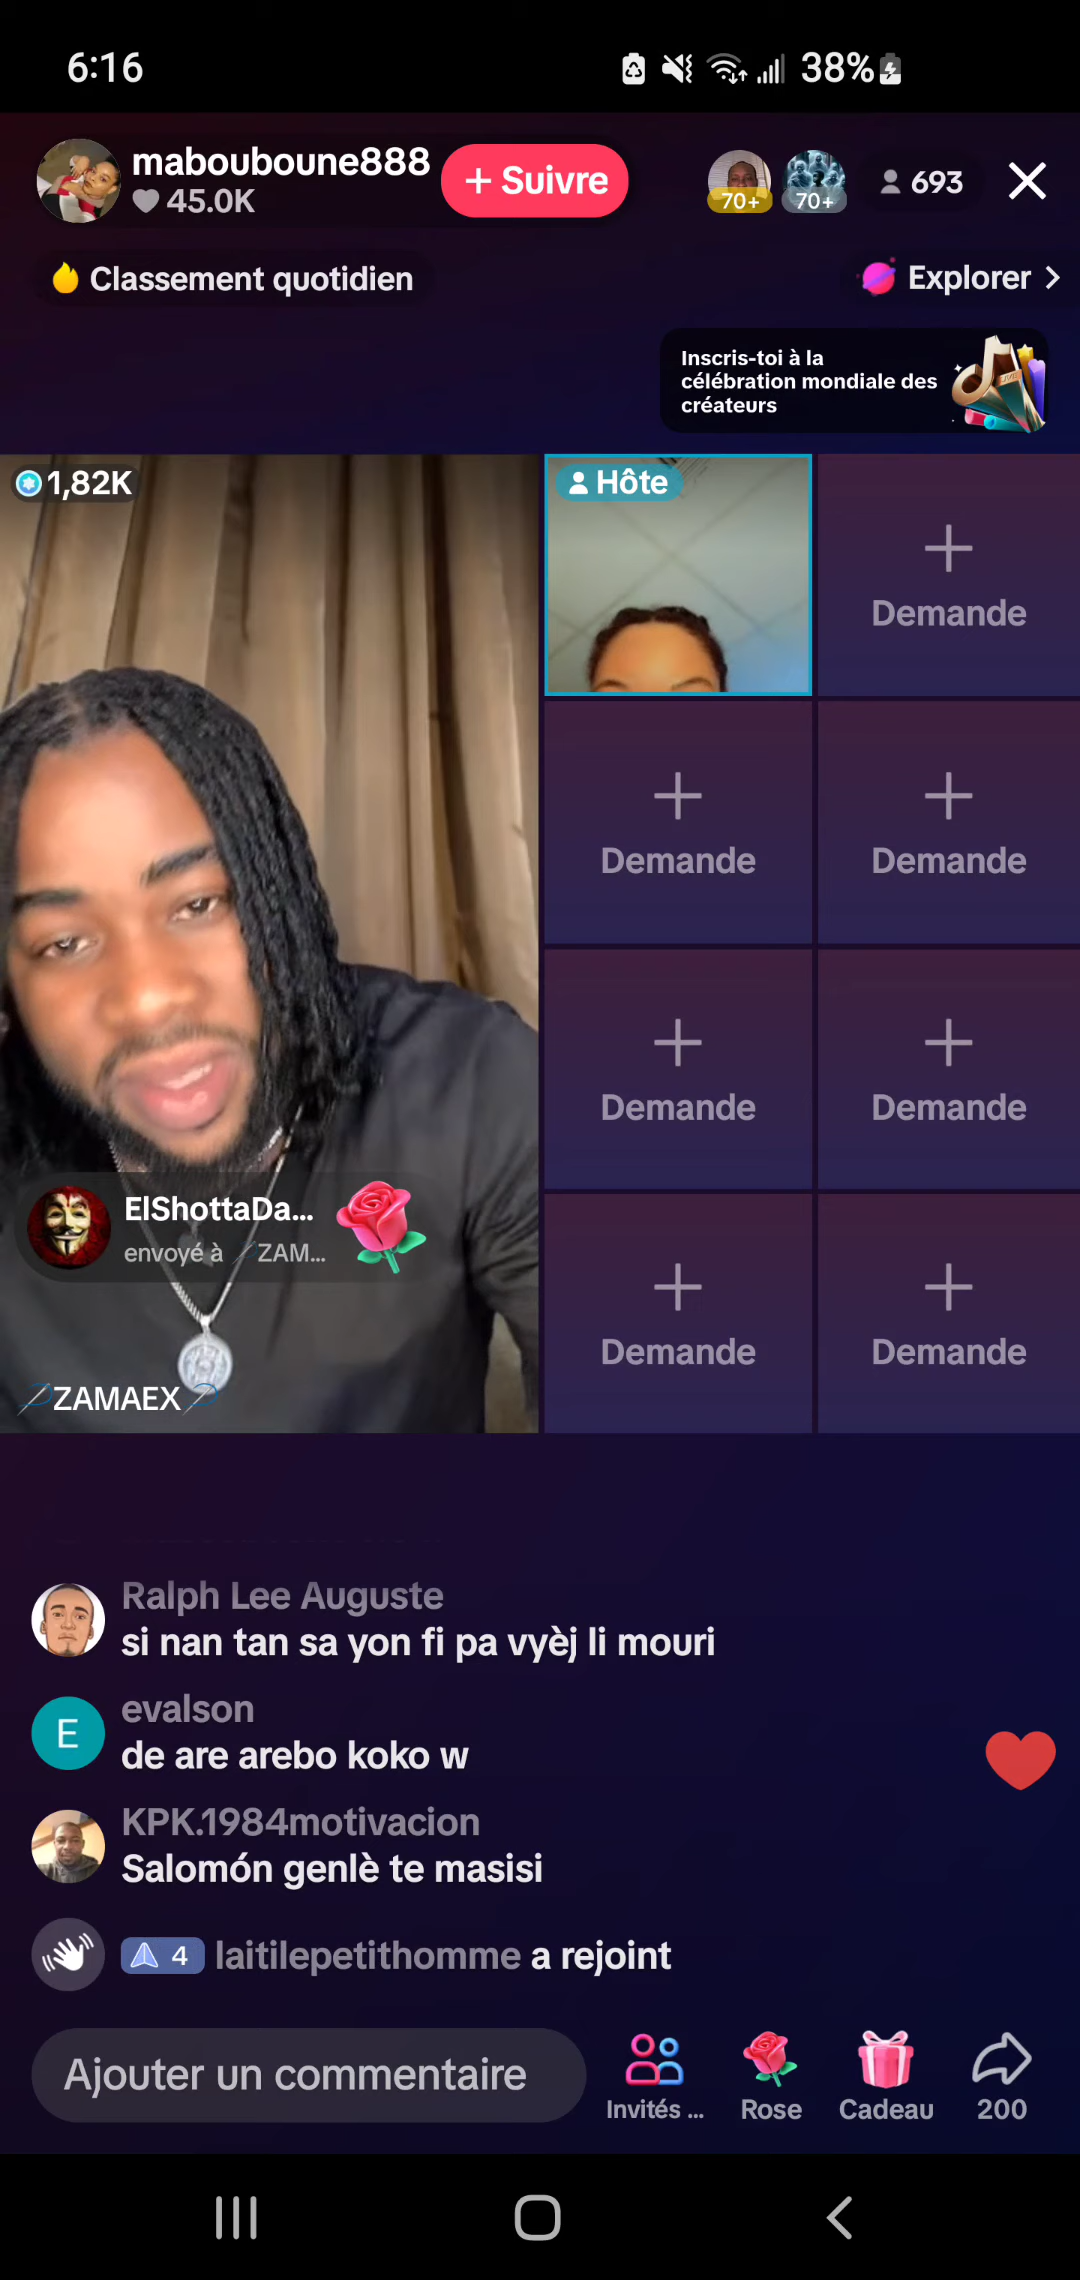 6:16
38%
mabouboune888
45.0K
+ Suivre
70+
70+
693
Classement quotidien
Explorer
Inscris-toi à la
célébration mondiale des
créateurs
1,82K
Hôte
Demande
Demande
Demande
Demande
Demande
Demande
Demande
ElShottaDa...
envoyé à ZAM...
ZAMAEX
Ralph Lee Auguste
si nan tan sa yon fi pa vyèj li mouri
E
evalson
de are arebo koko w
KPK.1984motivacion
Salomón genlè te masisi
4 laitilepetithomme a rejoint
Ajouter un commentaire
Invités ...
Rose
Cadeau
200